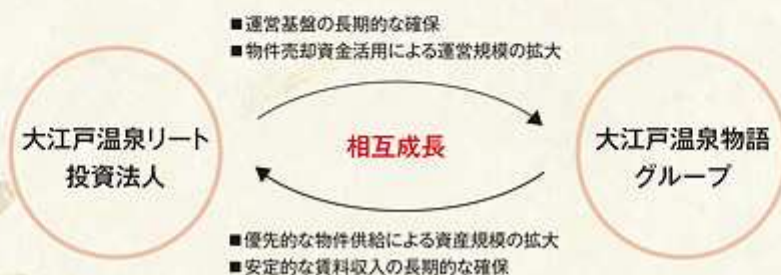 ■運営基盤の長期的な確保
■物件売却資金活用による運営規模の拡大
大江戸温泉リート
投資法人
相互成長
大江戸温泉物語
グループ
■優先的な物件供給による資産規模の拡大
■安定的な賃料収入の長期的な確保